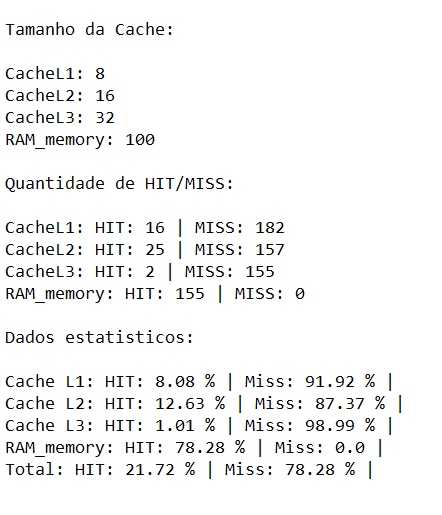 Tamanho da Cache:
CacheL1: 8
CacheL2: 16
CacheL3: 32
RAM_memory: 100
Quantidade de HIT/MISS:
CacheL1: HIT: 16 | MISS: 182
CacheL2: HIT: 25 | MISS: 157
CacheL3: HIT: 2 | MISS: 155
RAM_memory: HIT: 155 | MISS: 0
Dados estatisticos:
Cache L1: HIT: 8.08 % | Miss: 91.92 % |
Cache L2: HIT: 12.63 % | Miss: 87.37 % |
Cache L3: HIT: 1.01 % | Miss: 98.99 % |
RAM_memory: HIT: 78.28 % | Miss: 0.0 |
Total: HIT: 21.72 % | Miss: 78.28 % |